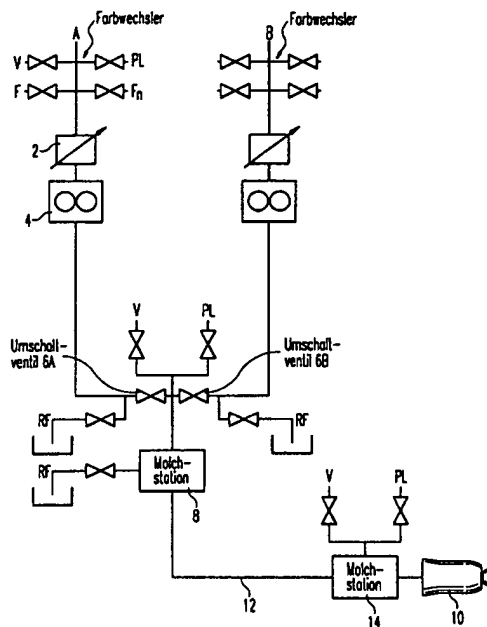 Farbwechsler
Farbwechsler
A
B
V
PL
F
Fn
2
4
V
PL
Umschalt-
ventil 6A
Umschalt-
ventil 6B
RF
RF
RF
Molch-
station
8
V
PL
12
Molch-
station
14
10